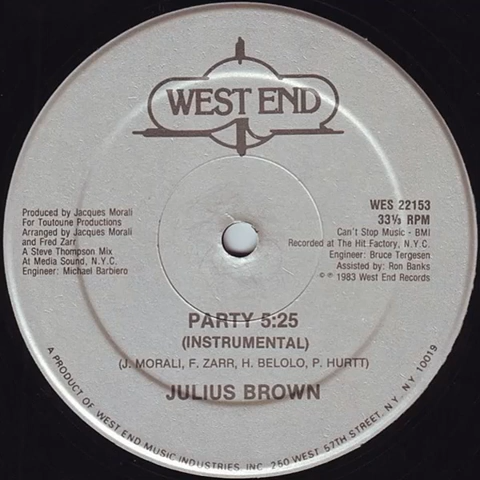 WEST END
WES 22153
33⅓ RPM
Can't Stop Music - BMI
Recorded at The Hit Factory, N.Y.C.
Engineer: Bruce Tergesen
Assisted by: Ron Banks
© ℗ 1983 West End Records
Produced by Jacques Morali
For Toutoune Productions
Arranged by Jacques Morali
and Fred Zarr
A Steve Thompson Mix
At Media Sound, N.Y.C.
Engineer: Michael Barbiero
PARTY 5:25
(INSTRUMENTAL)
(J. MORALI, F. ZARR, H. BELOLO, P. HURTT)
JULIUS BROWN
A PRODUCT OF WEST END MUSIC INDUSTRIES, INC. 250 WEST 57TH STREET, N.Y. NY 10019